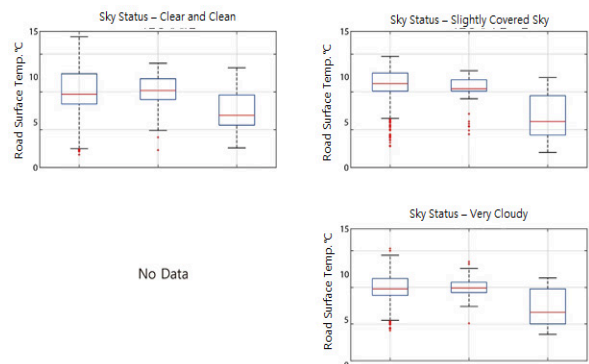 Sky Status – Clear and Clean
Road Surface Temp. ℃
15
10
5
0
Sky Status – Slightly Covered Sky
Road Surface Temp. ℃
15
10
5
0
No Data
Sky Status – Very Cloudy
Road Surface Temp. ℃
15
10
5
0